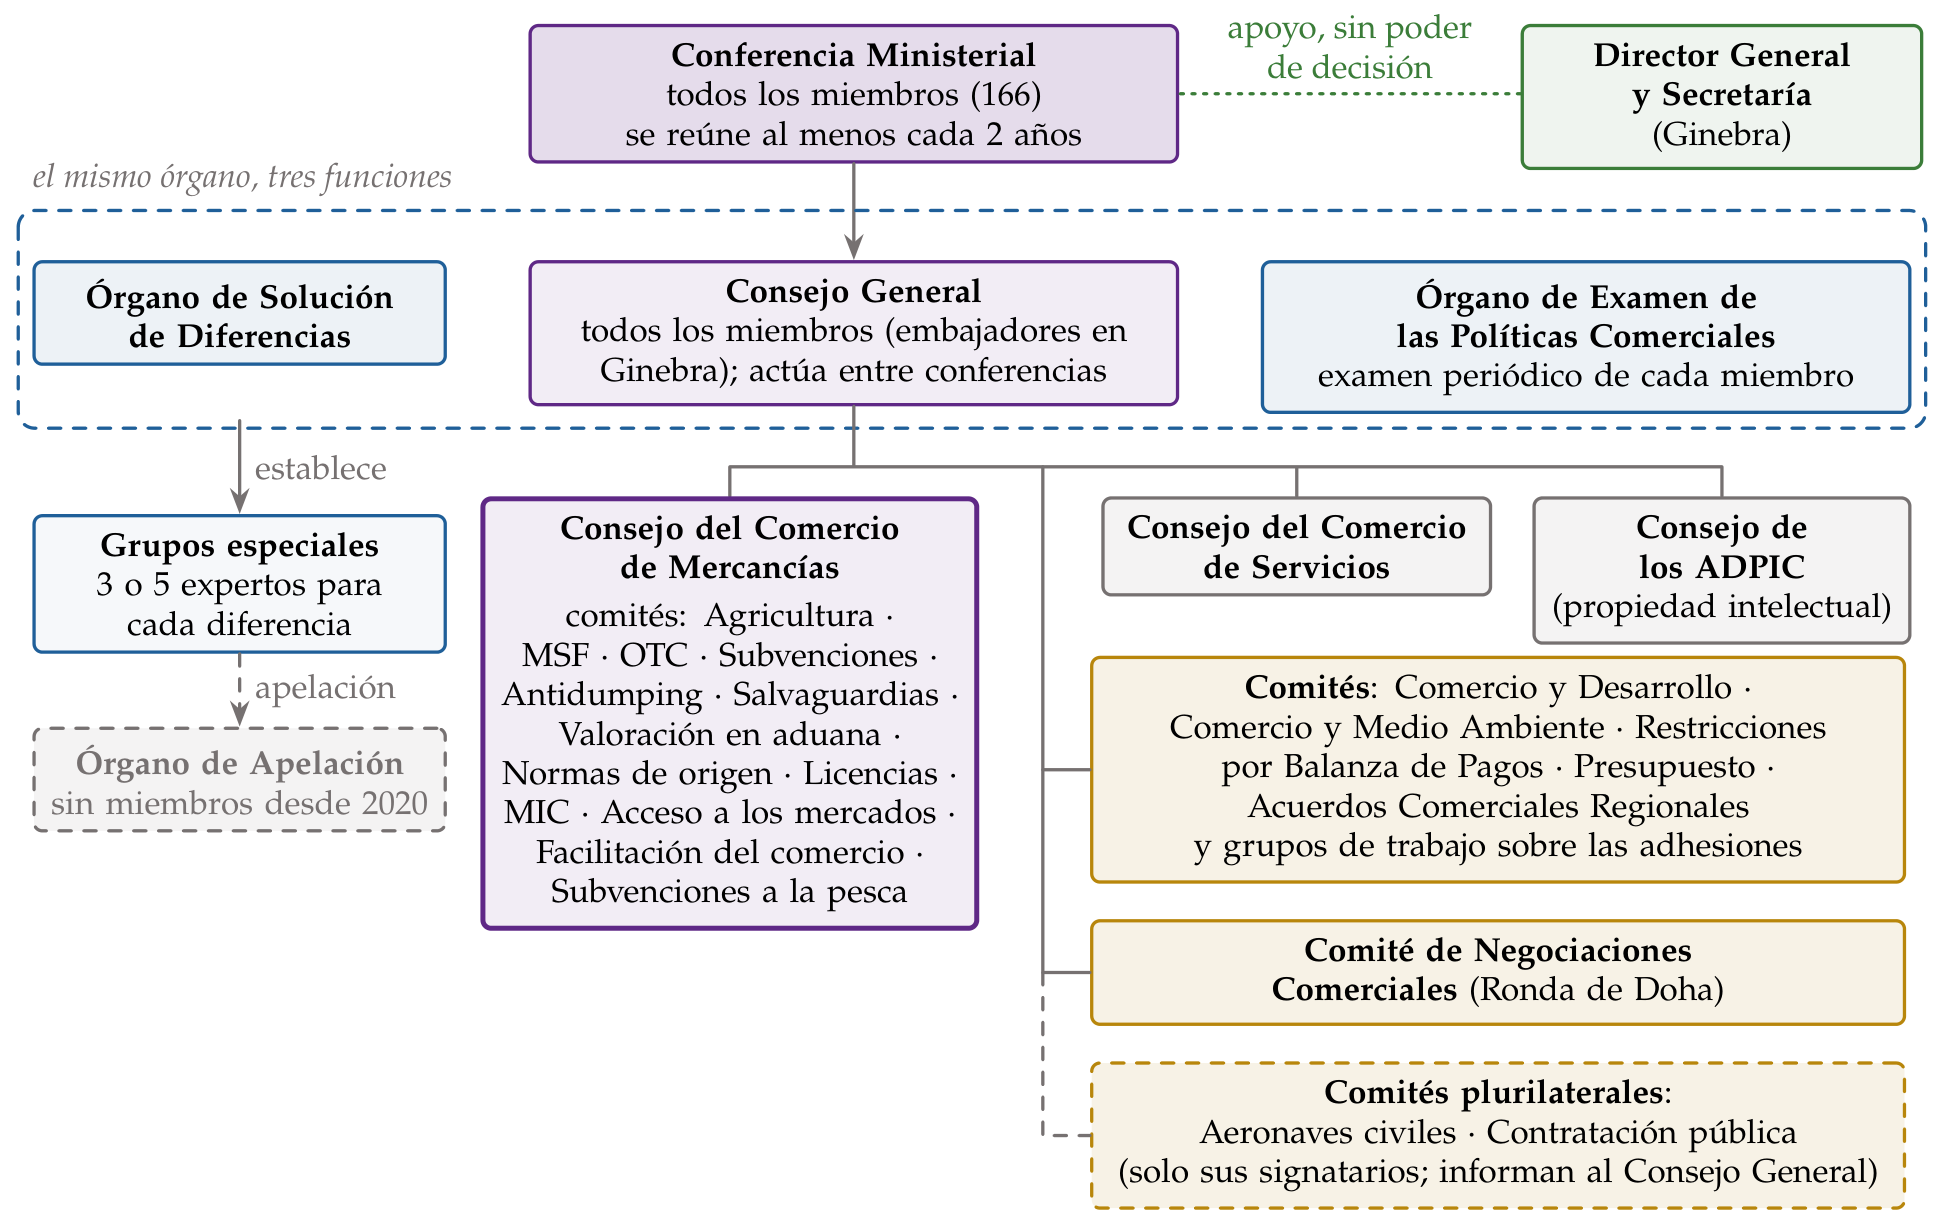 Conferencia Ministerial
todos los miembros (166)
se reúne al menos cada 2 años
apoyo, sin poder
de decisión
Director General
y Secretaría
(Ginebra)
el mismo órgano, tres funciones
Órgano de Solución
de Diferencias
Consejo General
todos los miembros (embajadores en
Ginebra); actúa entre conferencias
Órgano de Examen de
las Políticas Comerciales
examen periódico de cada miembro
establece
Grupos especiales
3 o 5 expertos para
cada diferencia
apelación
Órgano de Apelación
sin miembros desde 2020
Consejo del Comercio
de Mercancías
comités: Agricultura ·
MSF · OTC · Subvenciones ·
Antidumping · Salvaguardias ·
Valoración en aduana ·
Normas de origen · Licencias ·
MIC · Acceso a los mercados ·
Facilitación del comercio ·
Subvenciones a la pesca
Consejo del Comercio
de Servicios
Consejo de
los ADPIC
(propiedad intelectual)
Comités: Comercio y Desarrollo ·
Comercio y Medio Ambiente · Restricciones
por Balanza de Pagos · Presupuesto ·
Acuerdos Comerciales Regionales
y grupos de trabajo sobre las adhesiones
Comité de Negociaciones
Comerciales (Ronda de Doha)
Comités plurilaterales:
Aeronaves civiles · Contratación pública
(solo sus signatarios; informan al Consejo General)